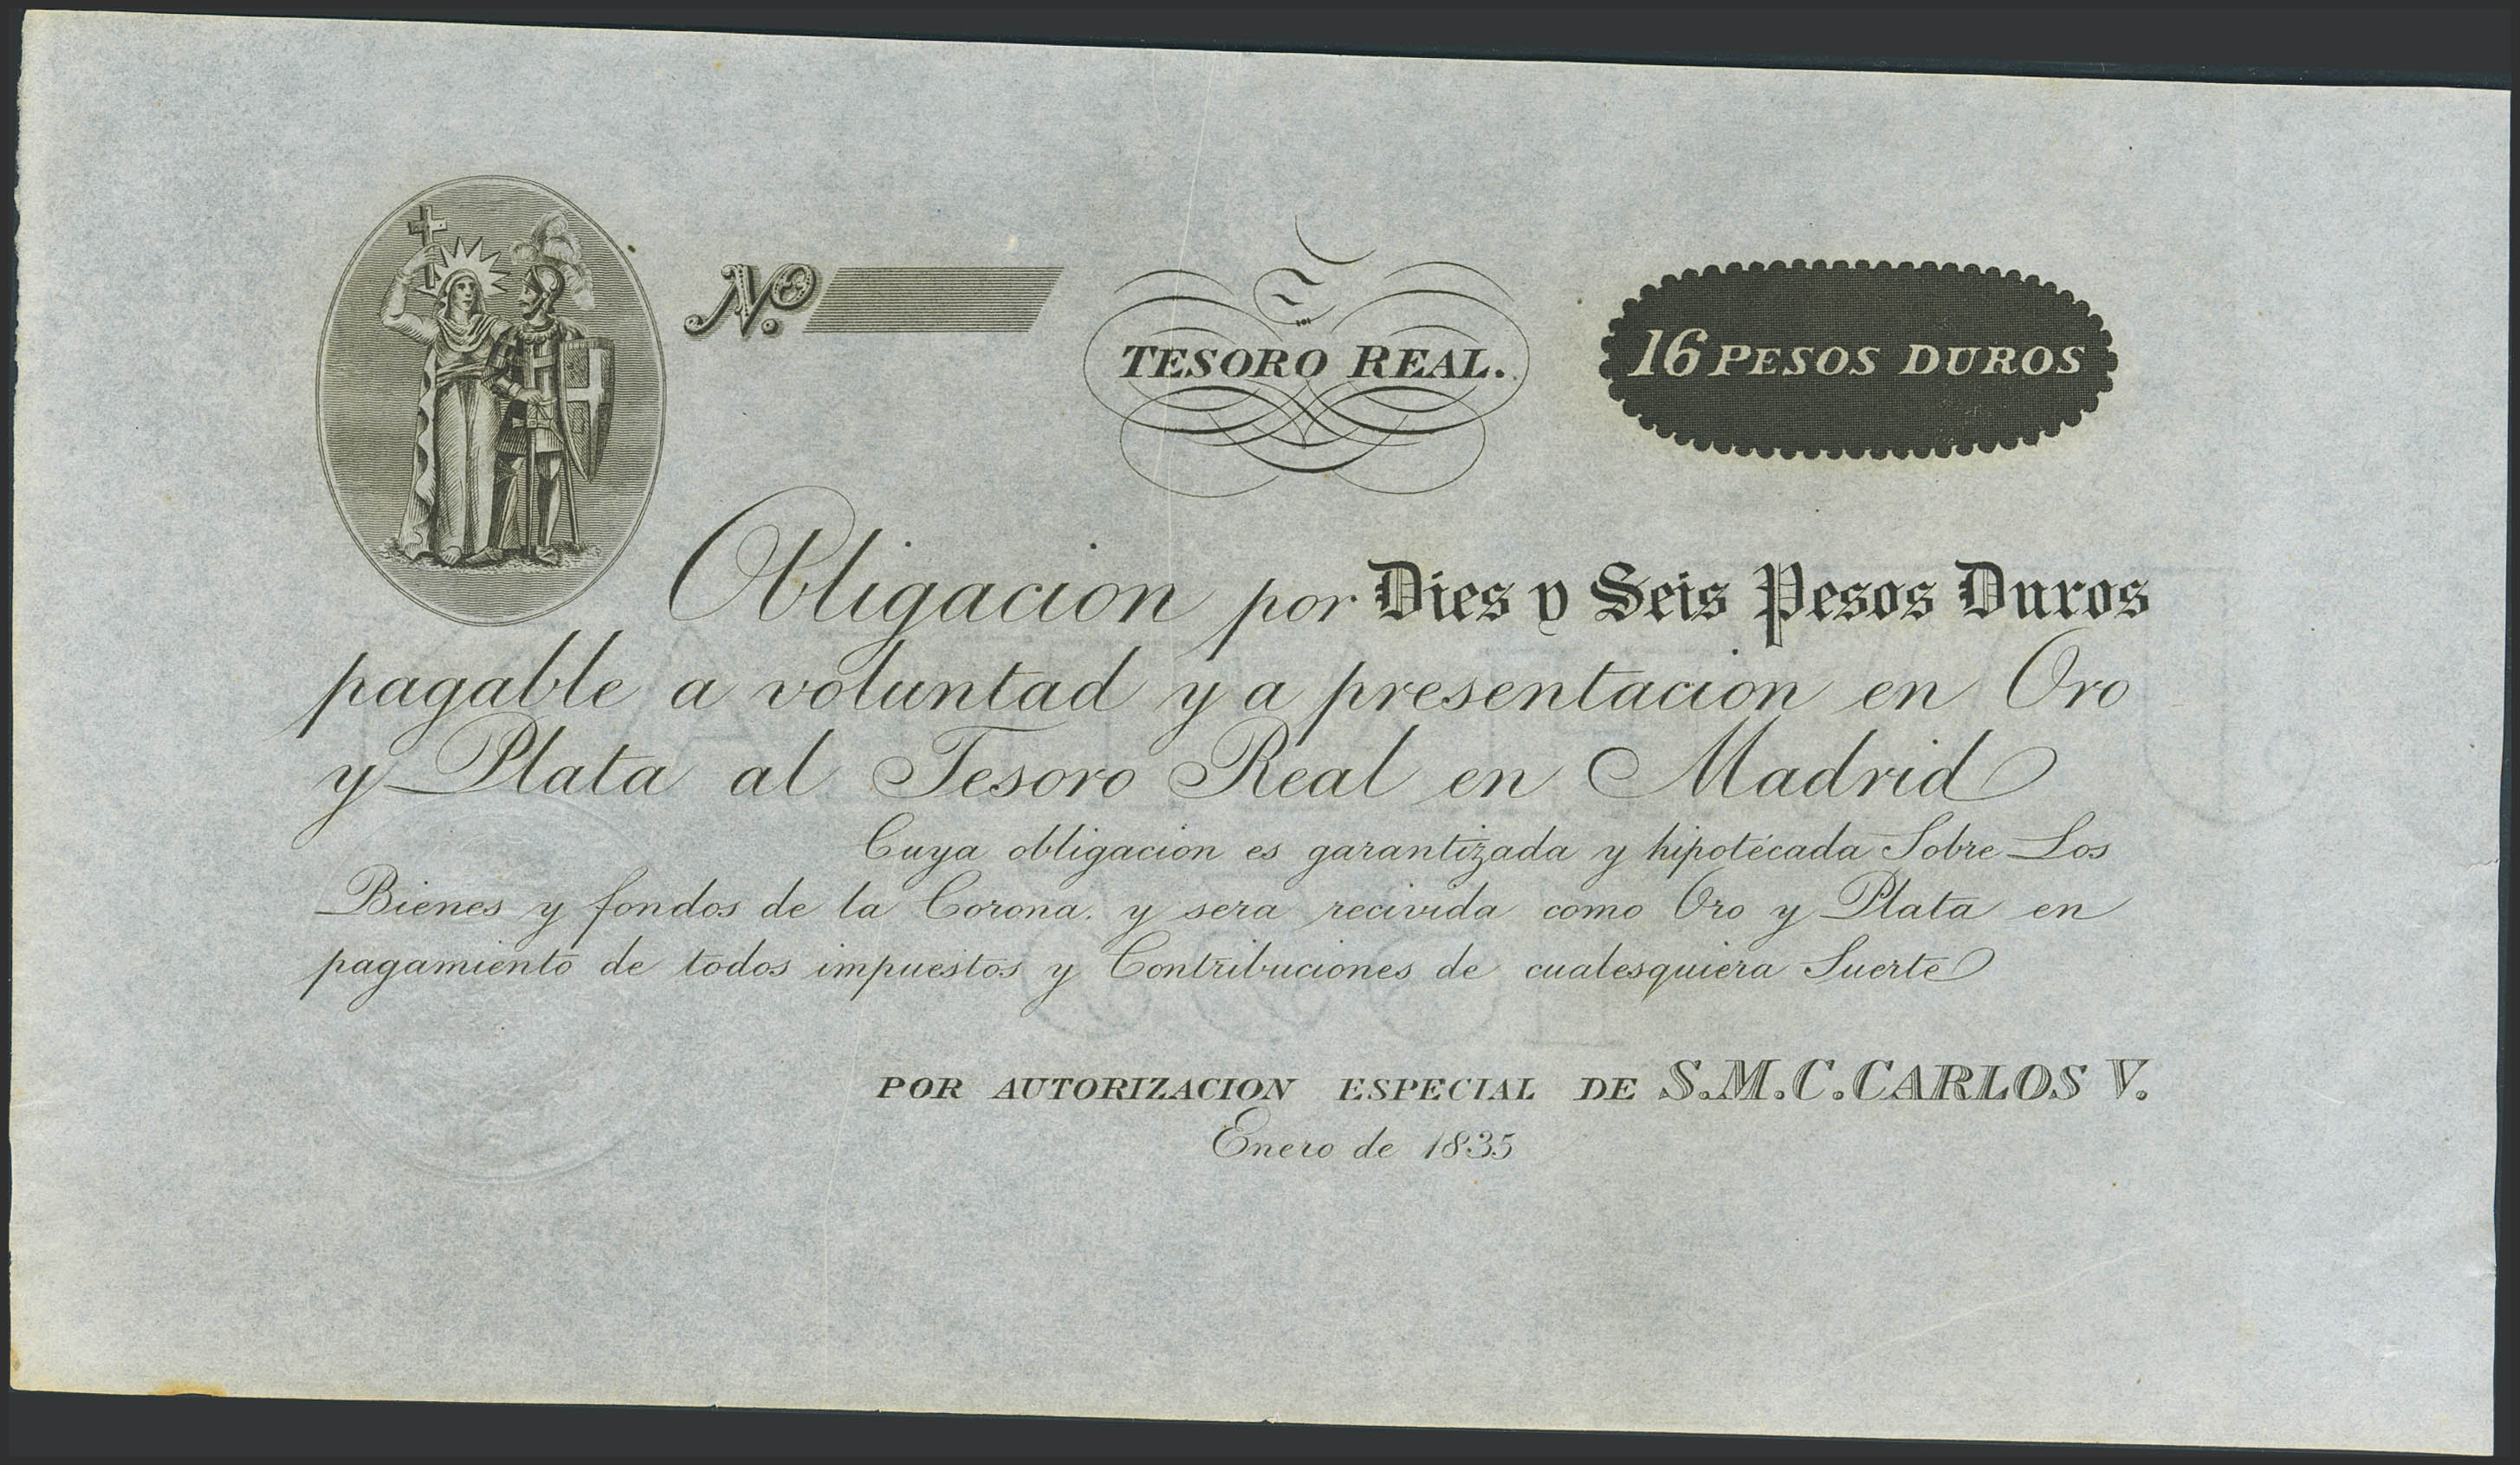 Nº.
TESORO REAL.
16 PESOS DUROS
Obligacion por Dies y Seis Pesos Duros
pagable a voluntad y a presentacion en Oro
y Plata al Tesoro Real en Madrid
Cuya obligacion es garantizada y hipotécada Sobre Los
Bienes y fondos de la Corona. y sera recivida como Oro y Plata en
pagamiento de todos impuestos y Contribuciones de cualesquiera Suerte
POR AUTORIZACION ESPECIAL DE S.M.C. CARLOS V.
Enero de 1835